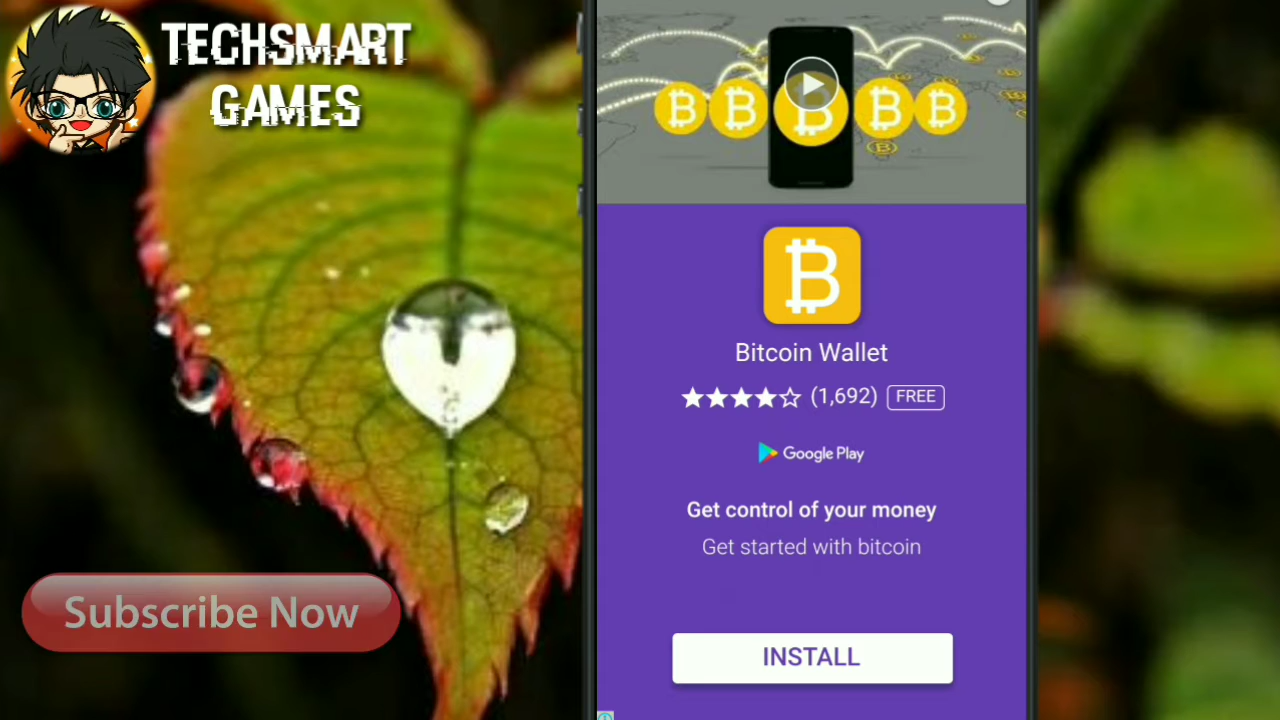 TECHSMART
GAMES
Subscribe Now
Bitcoin Wallet
(1,692) FREE
Google Play
Get control of your money
Get started with bitcoin
INSTALL